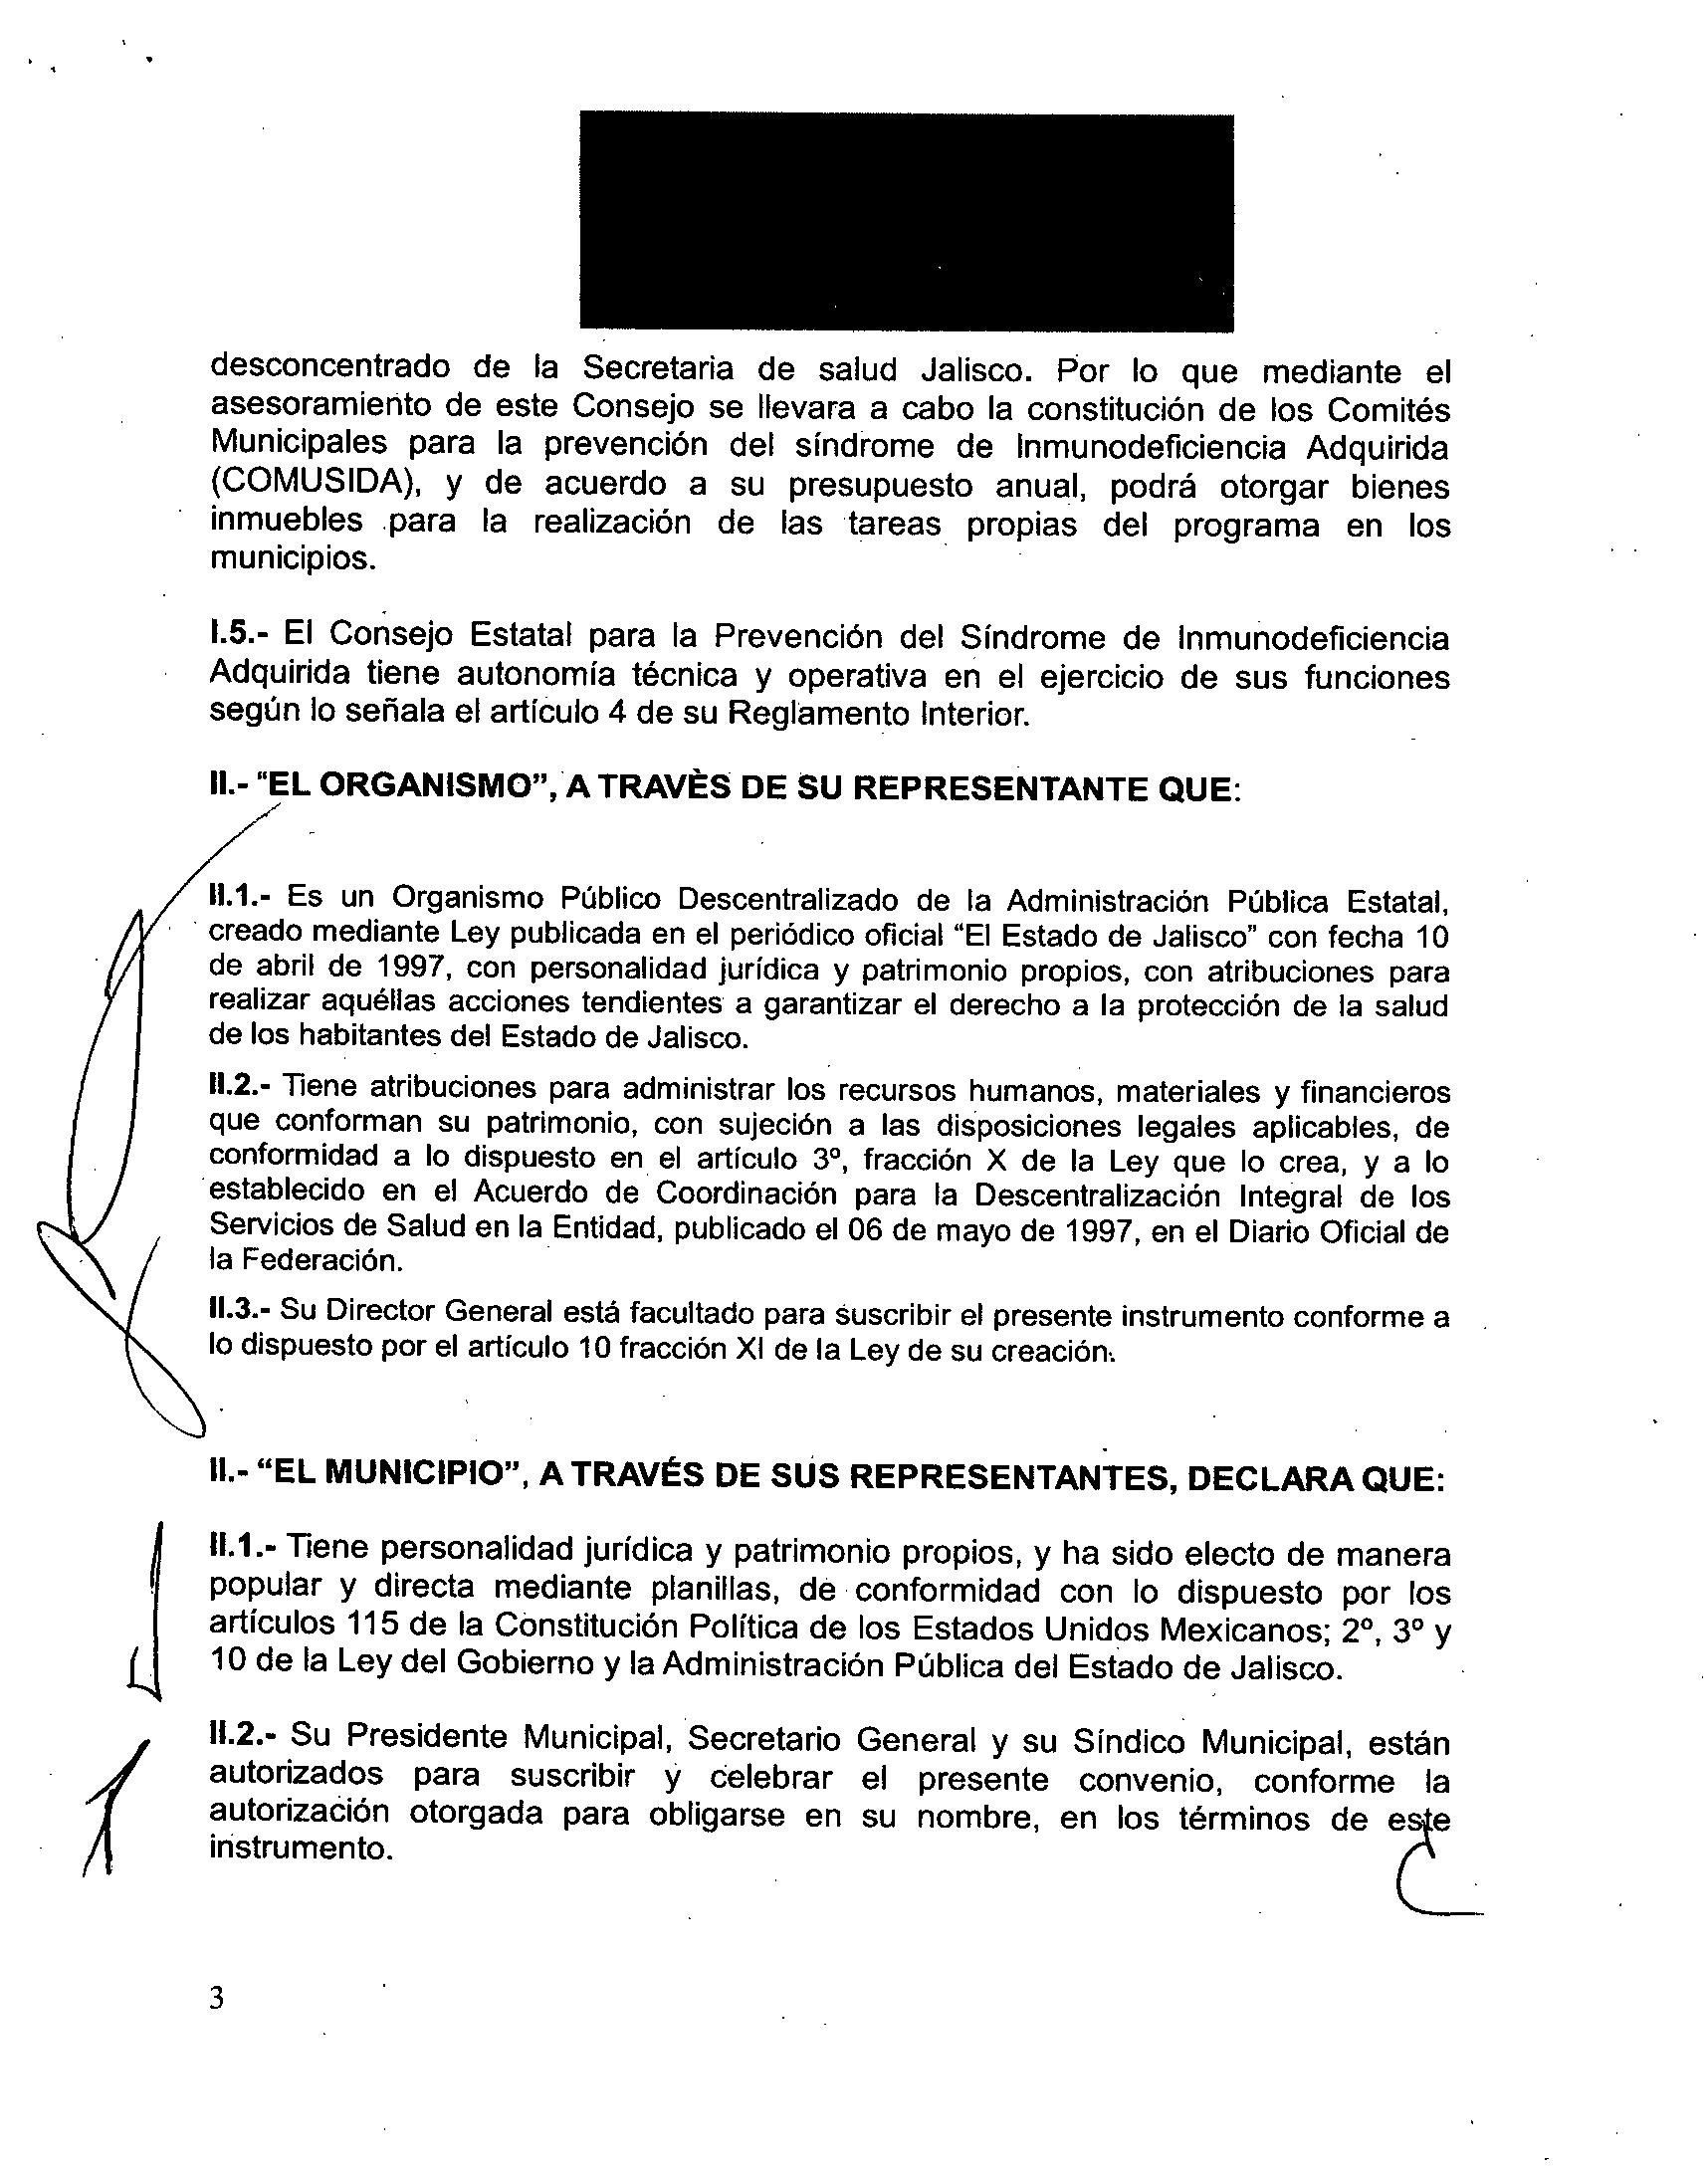 desconcentrado de la Secretaria de salud Jalisco. Por lo que mediante el
asesoramiento de este Consejo se llevara a cabo la constitución de los Comités
Municipales para la prevención del síndrome de Inmunodeficiencia Adquirida
(COMUSIDA), y de acuerdo a su presupuesto anual, podrá otorgar bienes
inmuebles para la realización de las tareas propias del programa en los
municipios.
I.5.- El Consejo Estatal para la Prevención del Síndrome de Inmunodeficiencia
Adquirida tiene autonomía técnica y operativa en el ejercicio de sus funciones
según lo señala el artículo 4 de su Reglamento Interior.
II.- "EL ORGANISMO", A TRAVÈS DE SU REPRESENTANTE QUE:
II.1.- Es un Organismo Público Descentralizado de la Administración Pública Estatal,
creado mediante Ley publicada en el periódico oficial "El Estado de Jalisco" con fecha 10
de abril de 1997, con personalidad jurídica y patrimonio propios, con atribuciones para
realizar aquéllas acciones tendientes a garantizar el derecho a la protección de la salud
de los habitantes del Estado de Jalisco.
II.2.- Tiene atribuciones para administrar los recursos humanos, materiales y financieros
que conforman su patrimonio, con sujeción a las disposiciones legales aplicables, de
conformidad a lo dispuesto en el artículo 3º, fracción X de la Ley que lo crea, y a lo
establecido en el Acuerdo de Coordinación para la Descentralización Integral de los
Servicios de Salud en la Entidad, publicado el 06 de mayo de 1997, en el Diario Oficial de
la Federación.
II.3.- Su Director General está facultado para suscribir el presente instrumento conforme a
lo dispuesto por el artículo 10 fracción XI de la Ley de su creación.
II.- "EL MUNICIPIO", A TRAVÉS DE SUS REPRESENTANTES, DECLARA QUE:
II.1.- Tiene personalidad jurídica y patrimonio propios, y ha sido electo de manera
popular y directa mediante planillas, de conformidad con lo dispuesto por los
artículos 115 de la Constitución Política de los Estados Unidos Mexicanos; 2º, 3º y
10 de la Ley del Gobierno y la Administración Pública del Estado de Jalisco.
II.2.- Su Presidente Municipal, Secretario General y su Síndico Municipal, están
autorizados para suscribir y celebrar el presente convenio, conforme la
autorización otorgada para obligarse en su nombre, en los términos de este
instrumento.
3